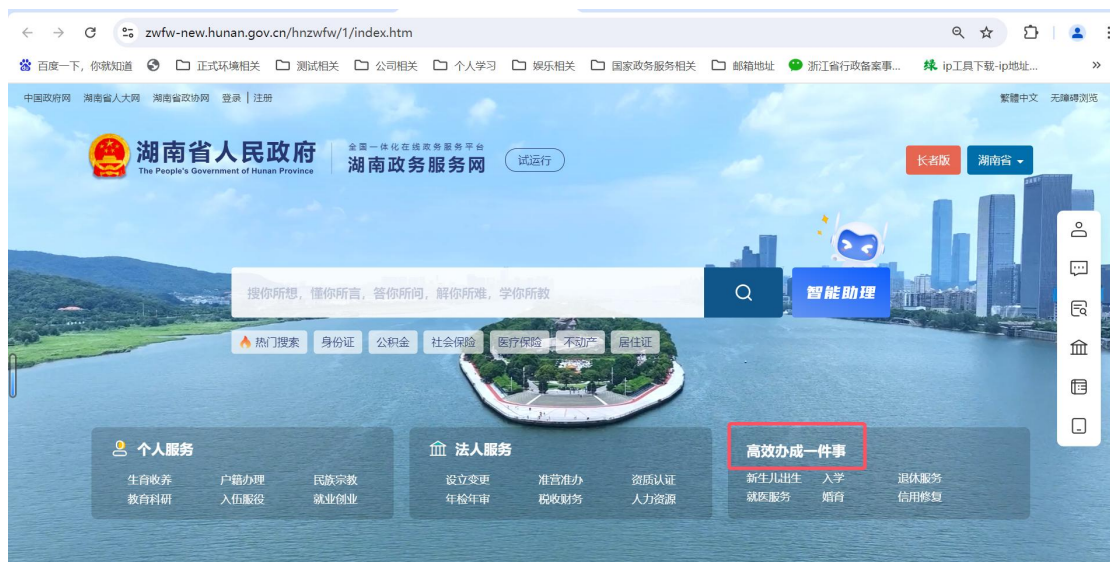 zwfw-new.hunan.gov.cn/hnzwfw/1/index.htm
百度一下，你就知道 正式环境相关 测试相关 公司相关 个人学习 娱乐相关 国家政务服务相关 邮箱地址 浙江省行政备案事... 绿 ip工具下载-ip地址... »
中国政府网 湖南省人大网 湖南省政协网 登录 | 注册 繁體中文 无障碍浏览
湖南省人民政府
The People's Government of Hunan Province
全国一体化在线政务服务平台
湖南政务服务网
试运行
长者版 湖南省
搜你所想，懂你所言，答你所问，解你所难，学你所教
智能助理
热门搜索 身份证 公积金 社会保险 医疗保险 不动产 居住证
个人服务
生育收养 户籍办理 民族宗教
教育科研 入伍服役 就业创业
法人服务
设立变更 准营准办 资质认证
年检年审 税收财务 人力资源
高效办成一件事
新生儿出生 入学 退休服务
就医服务 婚育 信用修复